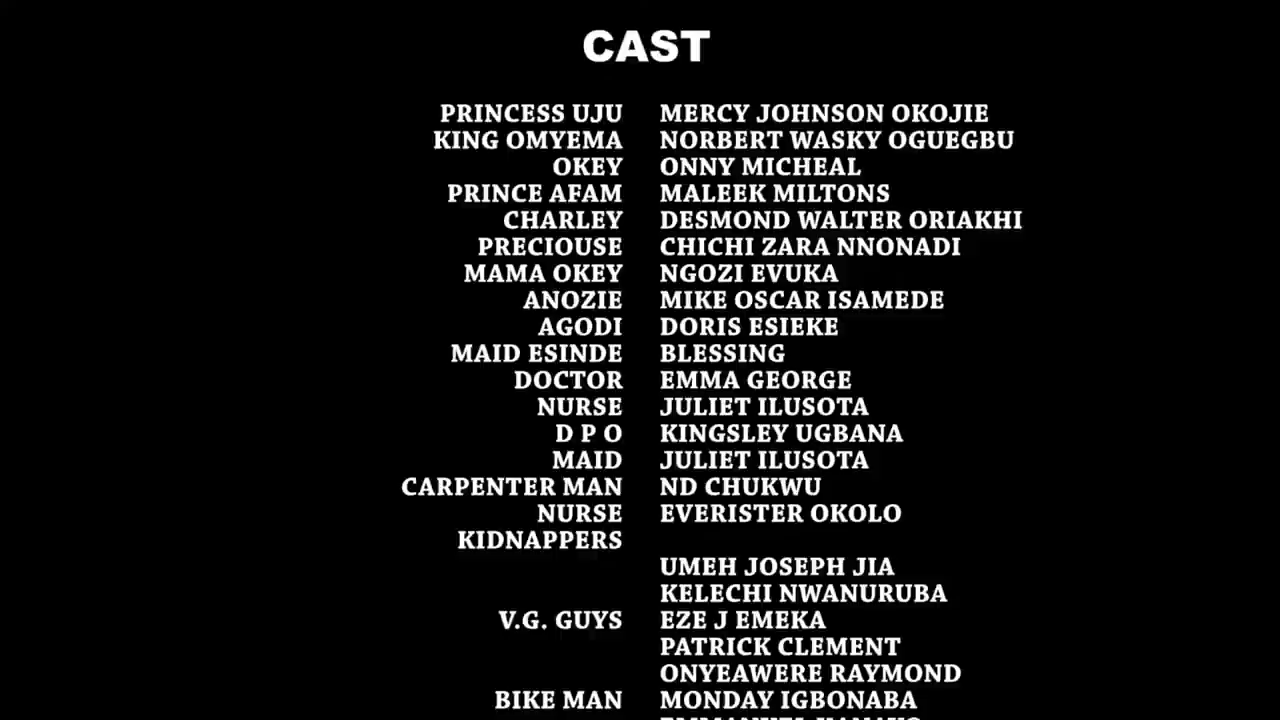 CAST
PRINCESS UJU MERCY JOHNSON OKOJIE
KING OMYEMA NORBERT WASKY OGUEGBU
OKEY ONNY MICHEAL
PRINCE AFAM MALEEK MILTONS
CHARLEY DESMOND WALTER ORIAKHI
PRECIOUSE CHICHI ZARA NNONADI
MAMA OKEY NGOZI EVUKA
ANOZIE MIKE OSCAR ISAMEDE
AGODI DORIS ESIEKE
MAID ESINDE BLESSING
DOCTOR EMMA GEORGE
NURSE JULIET ILUSOTA
D P O KINGSLEY UGBANA
MAID JULIET ILUSOTA
CARPENTER MAN ND CHUKWU
NURSE EVERISTER OKOLO
KIDNAPPERS
UMEH JOSEPH JIA
KELECHI NWANURUBA
V.G. GUYS EZE J EMEKA
PATRICK CLEMENT
ONYEAWERE RAYMOND
BIKE MAN MONDAY IGBONABA